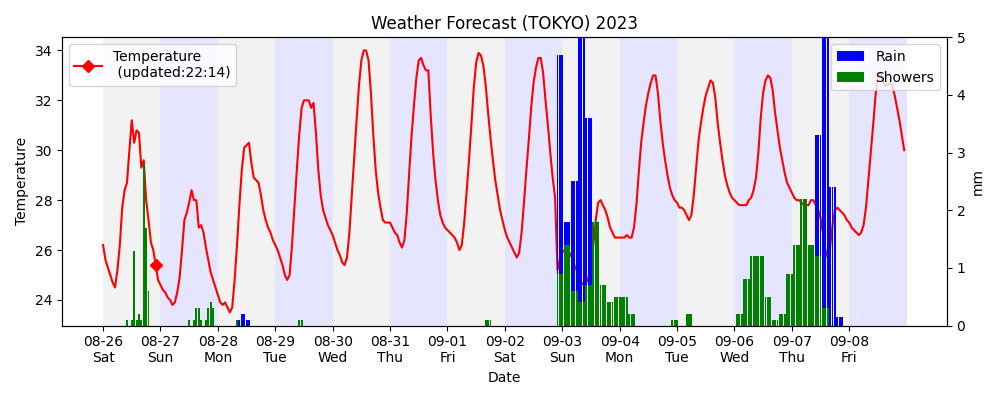 Weather Forecast (TOKYO) 2023
Temperature
(updated:22:14)
Rain
Showers
34
32
30
28
26
24
Temperature
5
4
3
2
1
0
mm
08-26 08-27 08-28 08-29 08-30 08-31 09-01 09-02 09-03 09-04 09-05 09-06 09-07 09-08
Sat Sun Mon Tue Wed Thu Fri Sat Sun Mon Tue Wed Thu Fri
Date